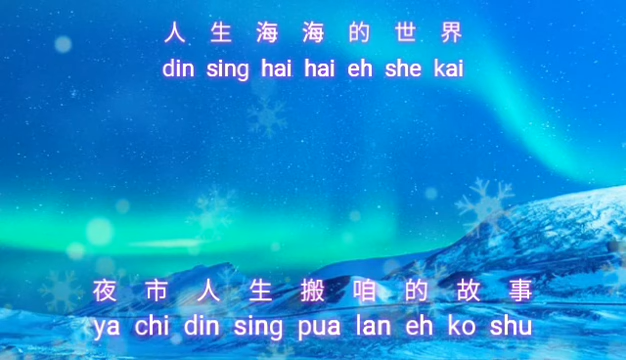 人生海海的世界
din sing hai hai eh she kai
夜市人生搬咱的故事
ya chi din sing pua lan eh ko shu